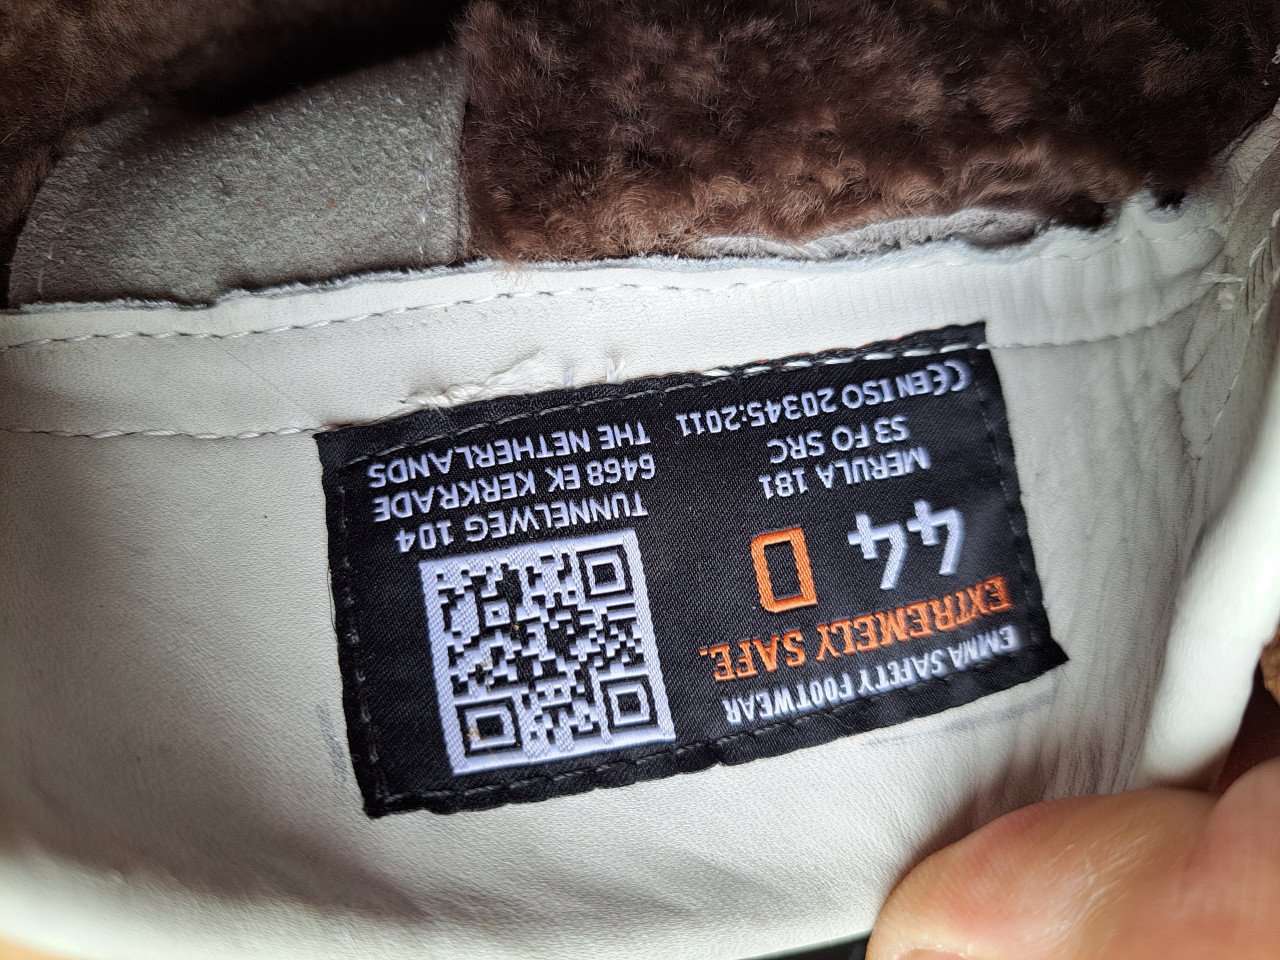 EMMA SAFETY FOOTWEAR
EXTREMELY SAFE.
44 D
MERULA 181
S3 FO SRC
CE EN ISO 20345:2011
TUNNELWEG 104
6468 EK KERKRADE
THE NETHERLANDS